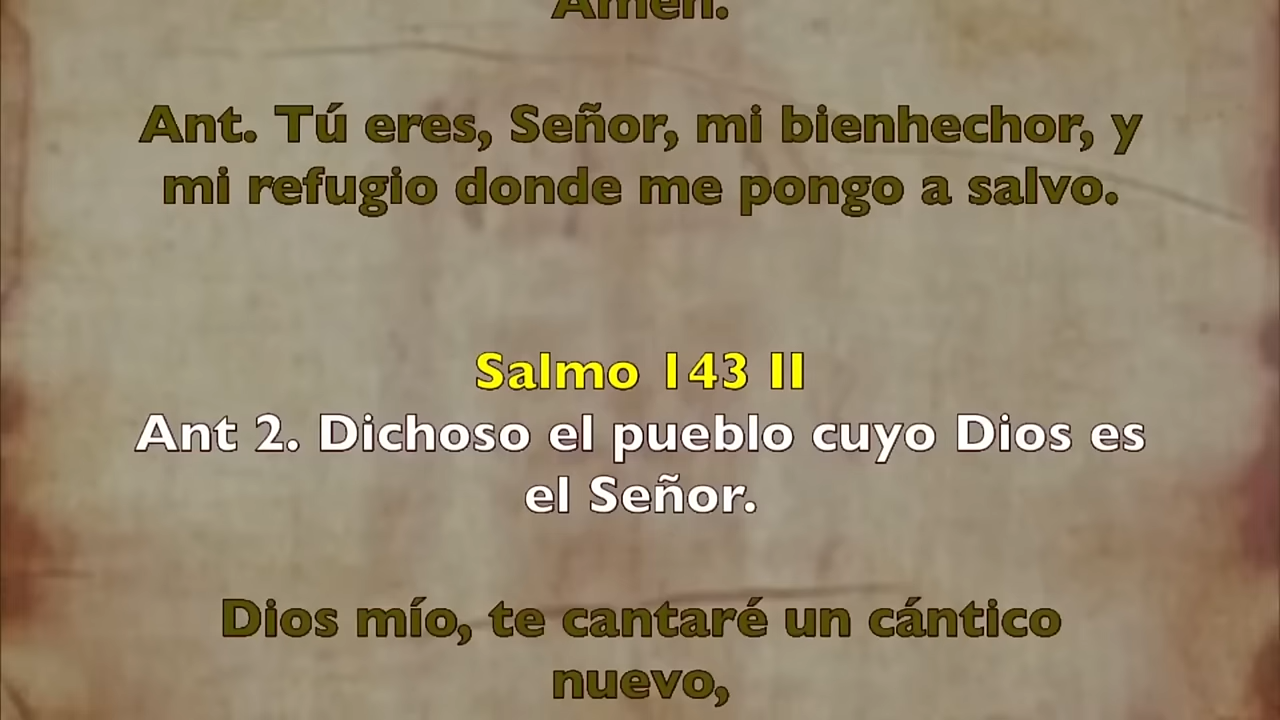 Amén.
Ant. Tú eres, Señor, mi bienhechor, y
mi refugio donde me pongo a salvo.
Salmo 143 II
Ant 2. Dichoso el pueblo cuyo Dios es
el Señor.
Dios mío, te cantaré un cántico
nuevo,